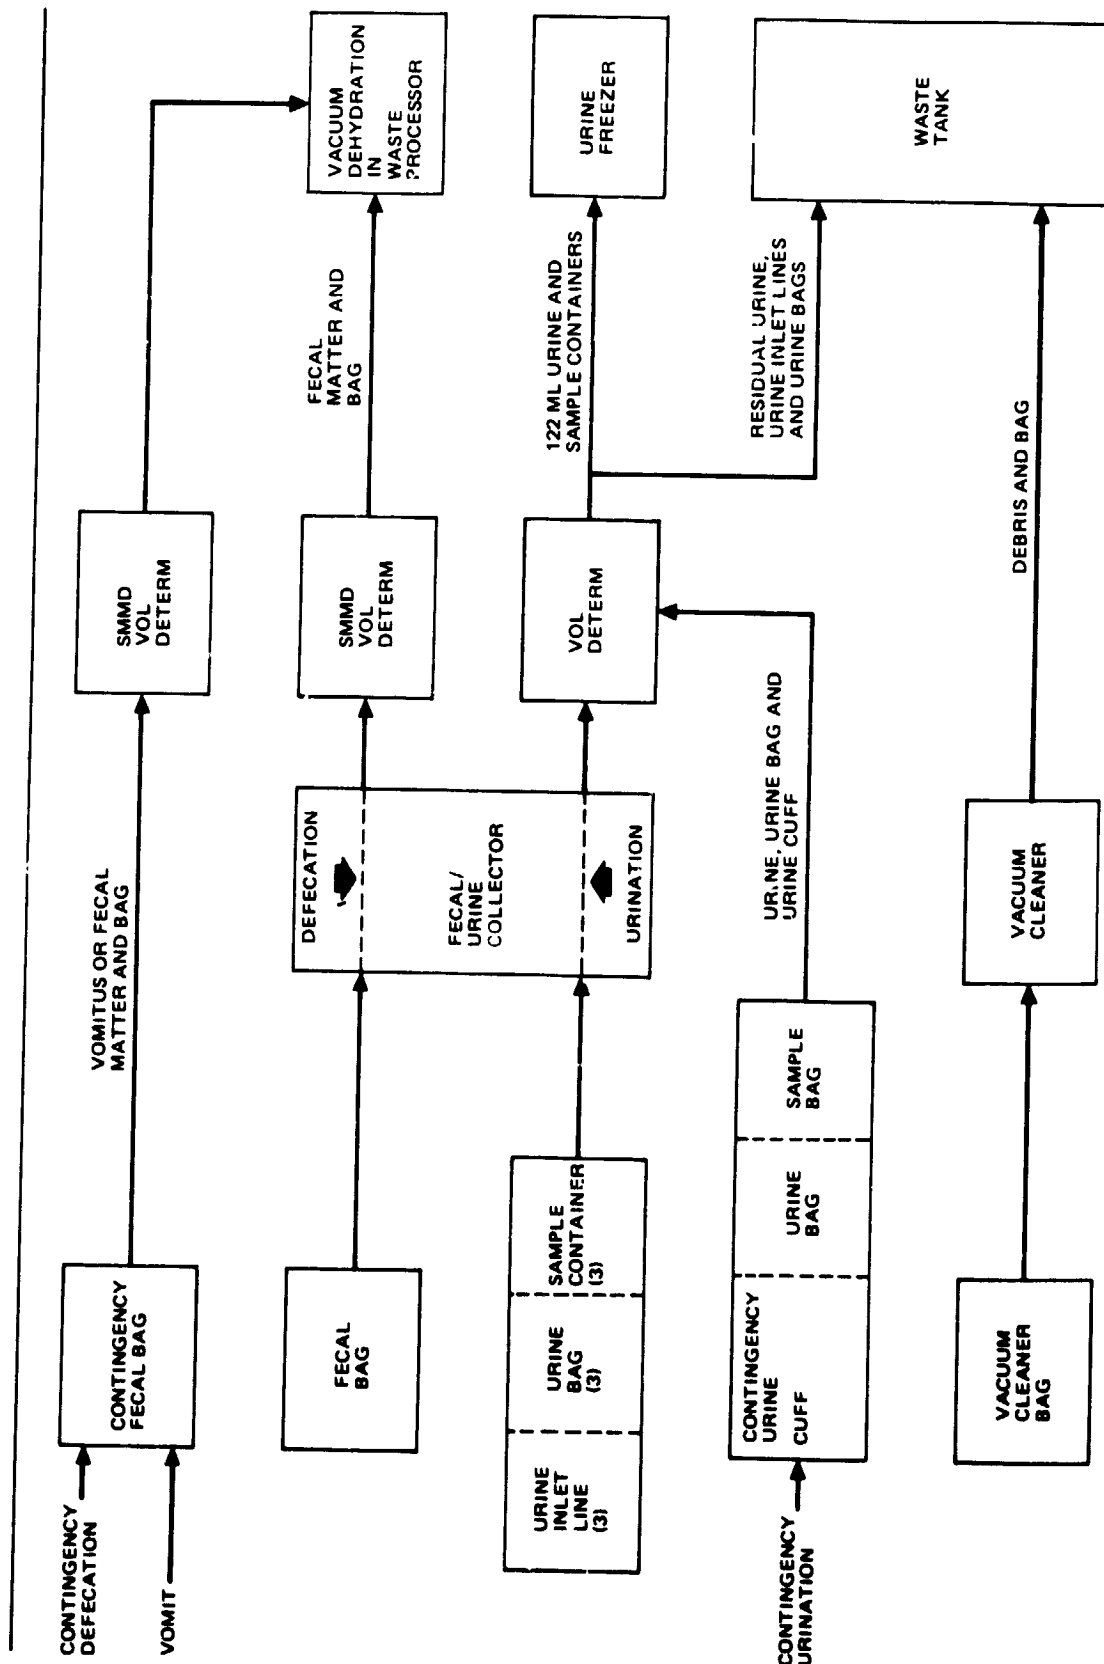 CONTINGENCY
DEFECATION
VOMIT
CONTINGENCY
FECAL BAG
VOMITUS OR FECAL
MATTER AND BAG
SMMD
VOL
DETERM
VACUUM
DEHYDRATION
IN
WASTE
PROCESSOR
FECAL
BAG
DEFECATION
FECAL/
URINE
COLLECTOR
URINATION
SMMD
VOL
DETERM
FECAL
MATTER AND
BAG
URINE
INLET
LINE
(3)
URINE
BAG
(3)
SAMPLE
CONTAINER
(3)
VOL
DETERM
122 ML URINE AND
SAMPLE CONTAINERS
URINE
FREEZER
RESIDUAL URINE,
URINE INLET LINES
AND URINE BAGS
WASTE
TANK
CONTINGENCY
URINATION
CONTINGENCY
URINE
CUFF
URINE
BAG
SAMPLE
BAG
URINE, URINE BAG AND
URINE CUFF
VACUUM
CLEANER
BAG
VACUUM
CLEANER
DEBRIS AND BAG